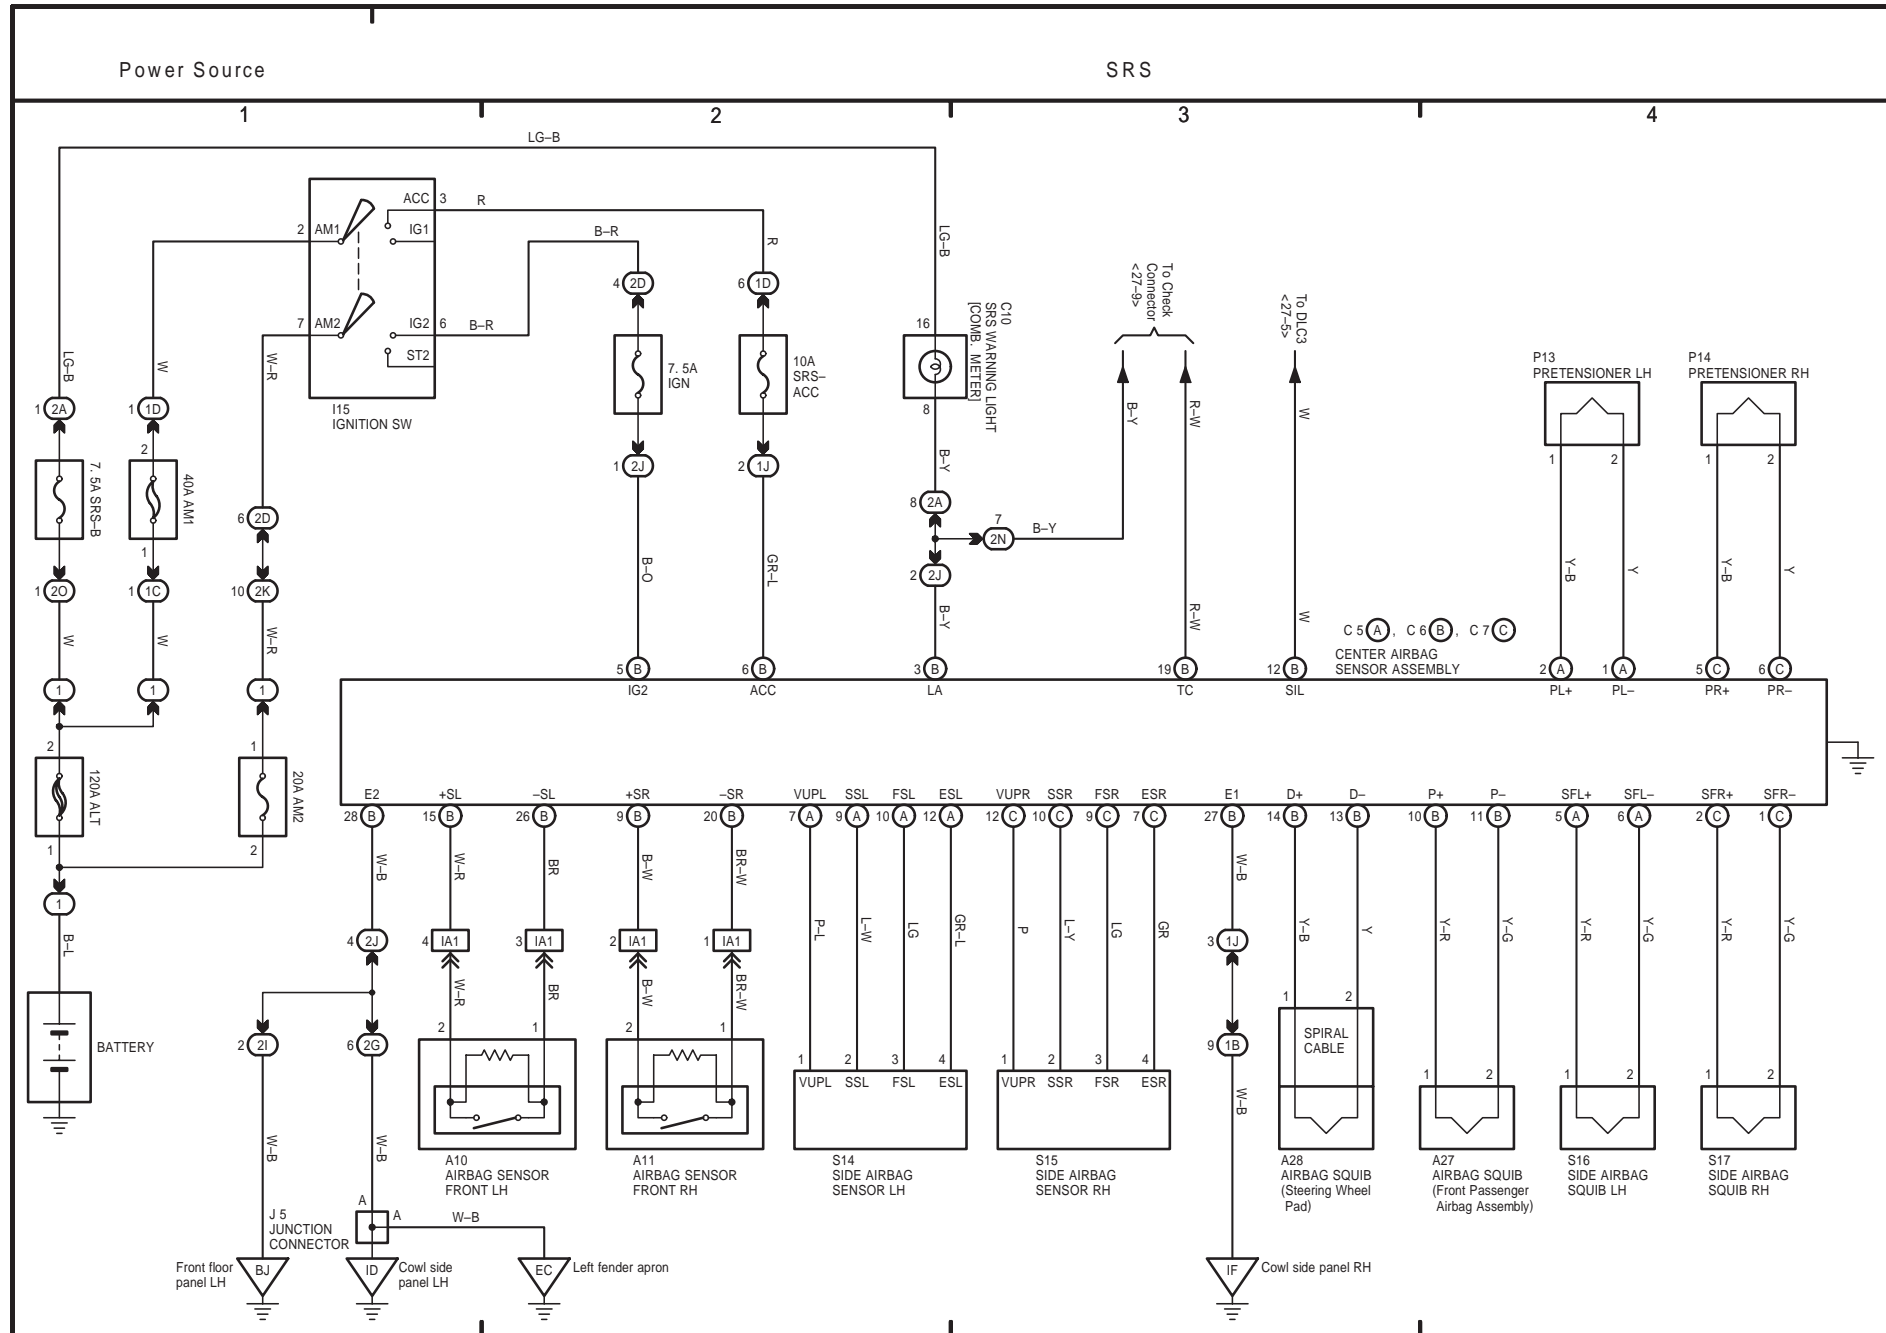 Power Source
SRS
1
2
3
4
LG–B
ACC
3
R
2
AM1
IG1
B–R
R
LG–B
To Check
Connector
<27–9>
To DLC3
<27–5>
4
2D
6
1D
7
AM2
IG2
6
B–R
ST2
16
C10
SRS WARNING LIGHT
[COMB. METER]
LG–B
W
W–R
7. 5A
IGN
10A
SRS–
ACC
P13
PRETENSIONER LH
P14
PRETENSIONER RH
I15
IGNITION SW
1
2A
1
1D
8
B–Y
R–W
W
2
7. 5A SRS–B
40A AM1
1
2J
2
1J
B–Y
1
2
1
2
6
2D
8
2A
7
2N
B–Y
1
1
2O
1
1C
10
2K
B–O
GR–L
2
2J
Y–B
Y
Y–B
Y
W
W
W–R
B–Y
R–W
W
C 5
A
,
C 6
B
,
C 7
C
CENTER AIRBAG
SENSOR ASSEMBLY
1
1
1
5
B
6
B
3
B
19
B
12
B
2
A
1
A
5
C
6
C
IG2
ACC
LA
TC
SIL
PL+
PL–
PR+
PR–
2
1
120A ALT
20A AM2
1
2
E2
+SL
–SL
+SR
–SR
VUPL
SSL
FSL
ESL
VUPR
SSR
FSR
ESR
E1
D+
D–
P+
P–
SFL+
SFL–
SFR+
SFR–
28
B
15
B
26
B
9
B
20
B
7
A
9
A
10
A
12
A
12
C
10
C
9
C
7
C
27
B
14
B
13
B
10
B
11
B
5
A
6
A
2
C
1
C
1
W–B
W–R
BR
B–W
BR–W
P–L
L–W
LG
GR–L
P
L–Y
LG
GR
W–B
Y–B
Y
Y–R
Y–G
Y–R
Y–G
Y–R
Y–G
B–L
4
2J
4
IA1
3
IA1
2
IA1
1
IA1
3
1J
W–R
BR
B–W
BR–W
1
2
BATTERY
2
2I
6
2G
2
1
2
1
9
1B
SPIRAL
CABLE
1
2
3
4
1
2
3
4
1
2
1
2
1
2
VUPL
SSL
FSL
ESL
VUPR
SSR
FSR
ESR
W–B
W–B
W–B
A10
AIRBAG SENSOR
FRONT LH
A11
AIRBAG SENSOR
FRONT RH
S14
SIDE AIRBAG
SENSOR LH
S15
SIDE AIRBAG
SENSOR RH
A28
AIRBAG SQUIB
(Steering Wheel
Pad)
A27
AIRBAG SQUIB
(Front Passenger
Airbag Assembly)
S16
SIDE AIRBAG
SQUIB LH
S17
SIDE AIRBAG
SQUIB RH
A
A
W–B
J 5
JUNCTION
CONNECTOR
Front floor
panel LH
BJ
ID
Cowl side
panel LH
EC
Left fender apron
IF
Cowl side panel RH